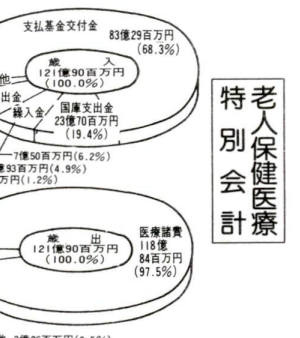 老人保健医療
特別会計
支払基金交付金
83億29百万円
(68.3%)
歳入
121億90百万円
(100.0%)
他
出金
繰入金
国庫支出金
23億70百万円
(19.4%)
7億50百万円(6.2%)
億93百万円(4.9%)
万円(1.2%)
歳出
121億90百万円
(100.0%)
医療諸費
118億
84百万円
(97.5%)